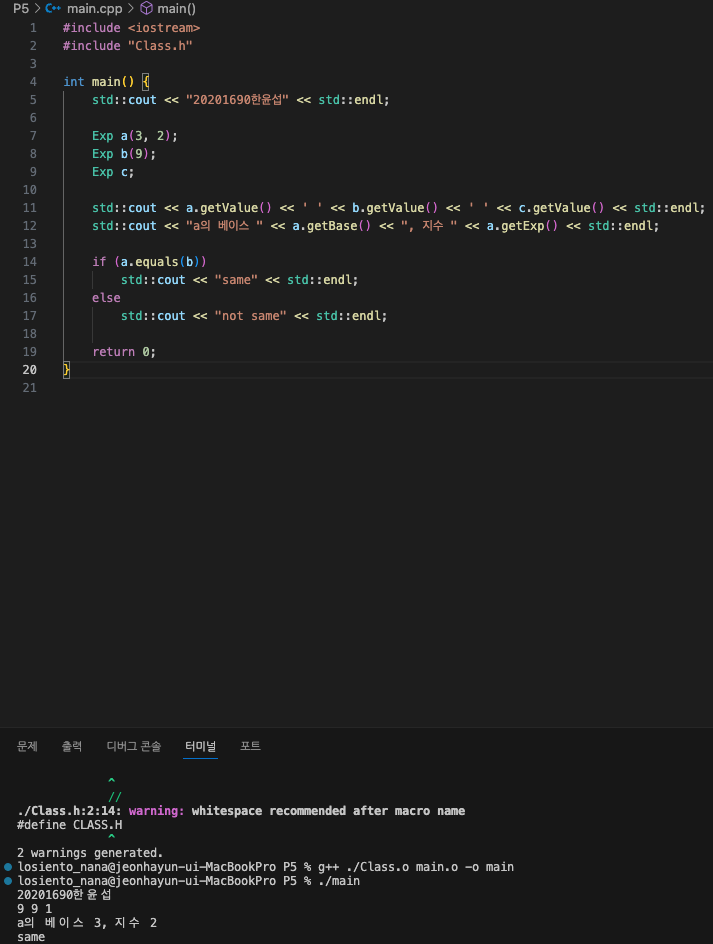 P5 > C++ main.cpp > main()
1 #include <iostream>
2 #include "Class.h"
3
4 int main() {
5 std::cout << "20201690한윤섭" << std::endl;
6
7 Exp a(3, 2);
8 Exp b(9);
9 Exp c;
10
11 std::cout << a.getValue() << ' ' << b.getValue() << ' ' << c.getValue() << std::endl;
12 std::cout << "a의 베이스 " << a.getBase() << ", 지수 " << a.getExp() << std::endl;
13
14 if (a.equals(b))
15 std::cout << "same" << std::endl;
16 else
17 std::cout << "not same" << std::endl;
18
19 return 0;
20 }
21
문제 출력 디버그 콘솔 터미널 포트
^
//
./Class.h:2:14: warning: whitespace recommended after macro name
#define CLASS.H
^
2 warnings generated.
losiento_nana@jeonhayun-ui-MacBookPro P5 % g++ ./Class.o main.o -o main
losiento_nana@jeonhayun-ui-MacBookPro P5 % ./main
20201690한윤섭
9 9 1
a의 베이스 3, 지수 2
same